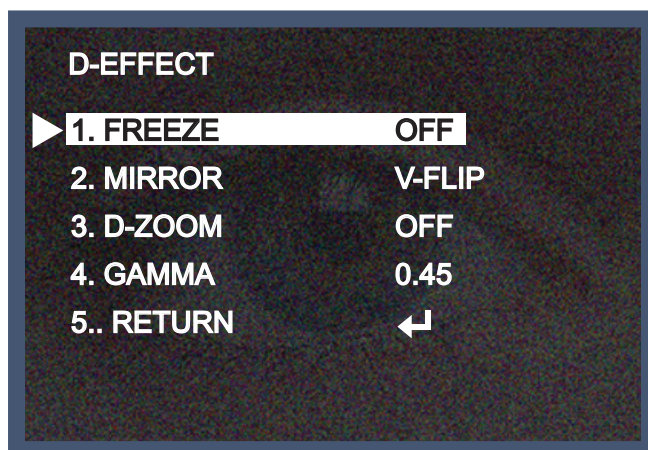 D-EFFECT
1. FREEZE OFF
2. MIRROR V-FLIP
3. D-ZOOM OFF
4. GAMMA 0.45
5.. RETURN ↵